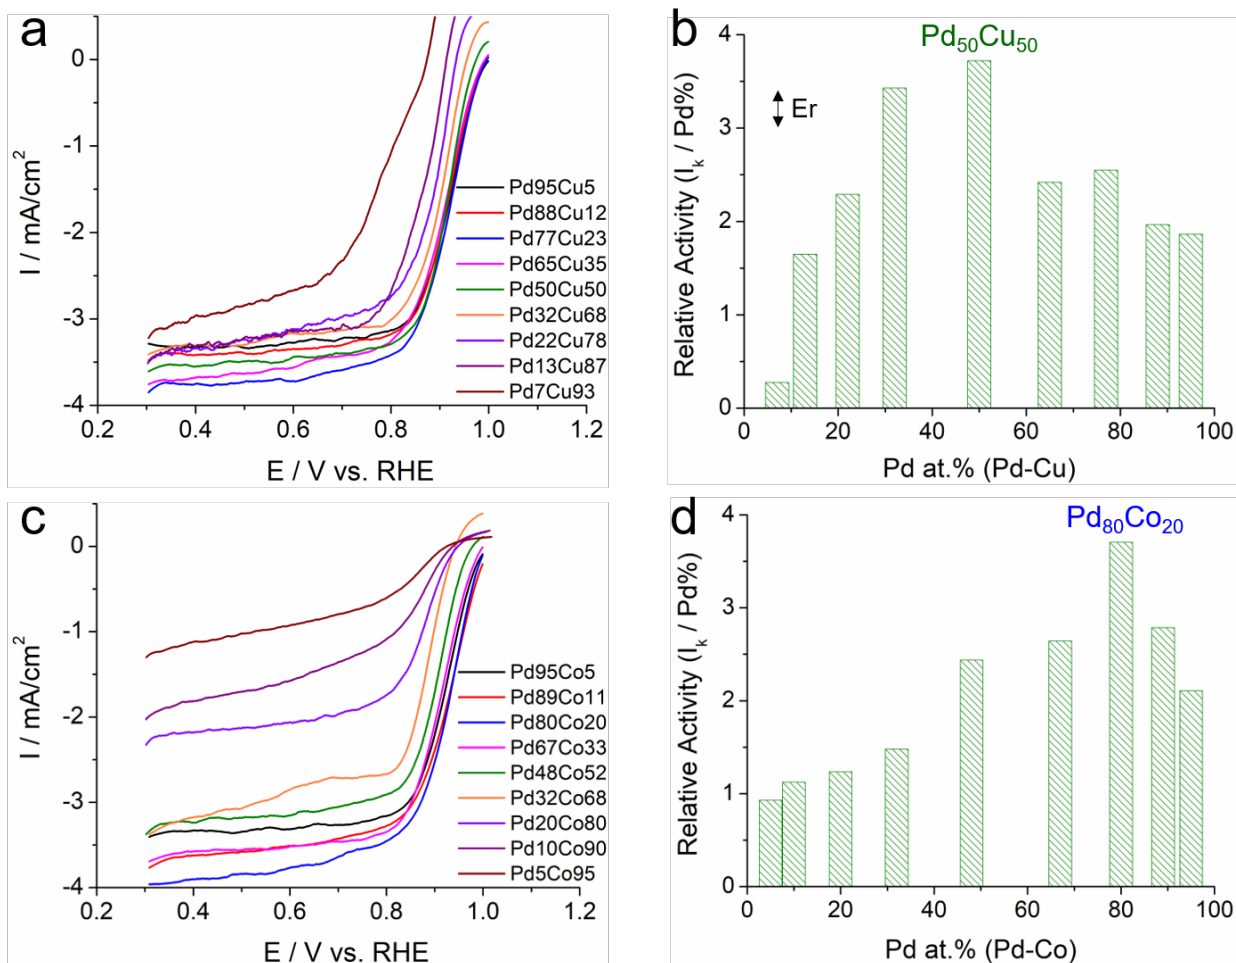 a
0
-1
-2
-3
-4
I / mA/cm²
Pd95Cu5
Pd88Cu12
Pd77Cu23
Pd65Cu35
Pd50Cu50
Pd32Cu68
Pd22Cu78
Pd13Cu87
Pd7Cu93
0.2 0.4 0.6 0.8 1.0 1.2
E / V vs. RHE
b
Pd₅₀Cu₅₀
Er
4
3
2
1
0
Relative Activity (Iₖ / Pd%)
0 20 40 60 80 100
Pd at.% (Pd-Cu)
c
0
-1
-2
-3
-4
I / mA/cm²
Pd95Co5
Pd89Co11
Pd80Co20
Pd67Co33
Pd48Co52
Pd32Co68
Pd20Co80
Pd10Co90
Pd5Co95
0.2 0.4 0.6 0.8 1.0 1.2
E / V vs. RHE
d
Pd₈₀Co₂₀
4
3
2
1
0
Relative Activity (Iₖ / Pd%)
0 20 40 60 80 100
Pd at.% (Pd-Co)